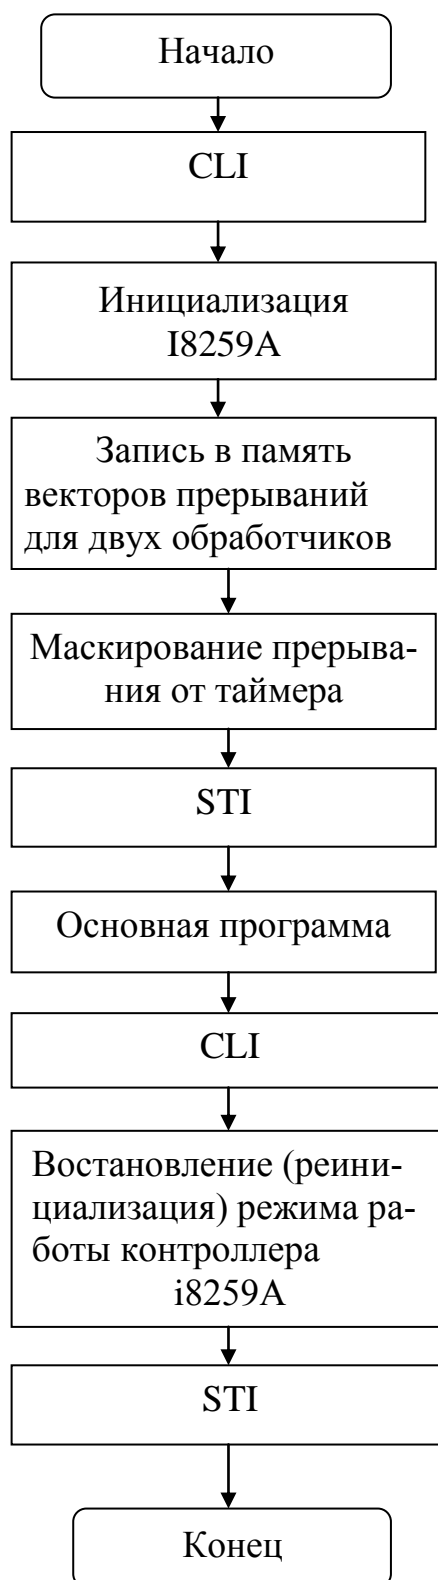 Начало
CLI
Инициализация
I8259A
Запись в память
векторов прерываний
для двух обработчиков
Маскирование прерыва-
ния от таймера
STI
Основная программа
CLI
Востановление (реини-
циализация) режима ра-
боты контроллера
i8259A
STI
Конец